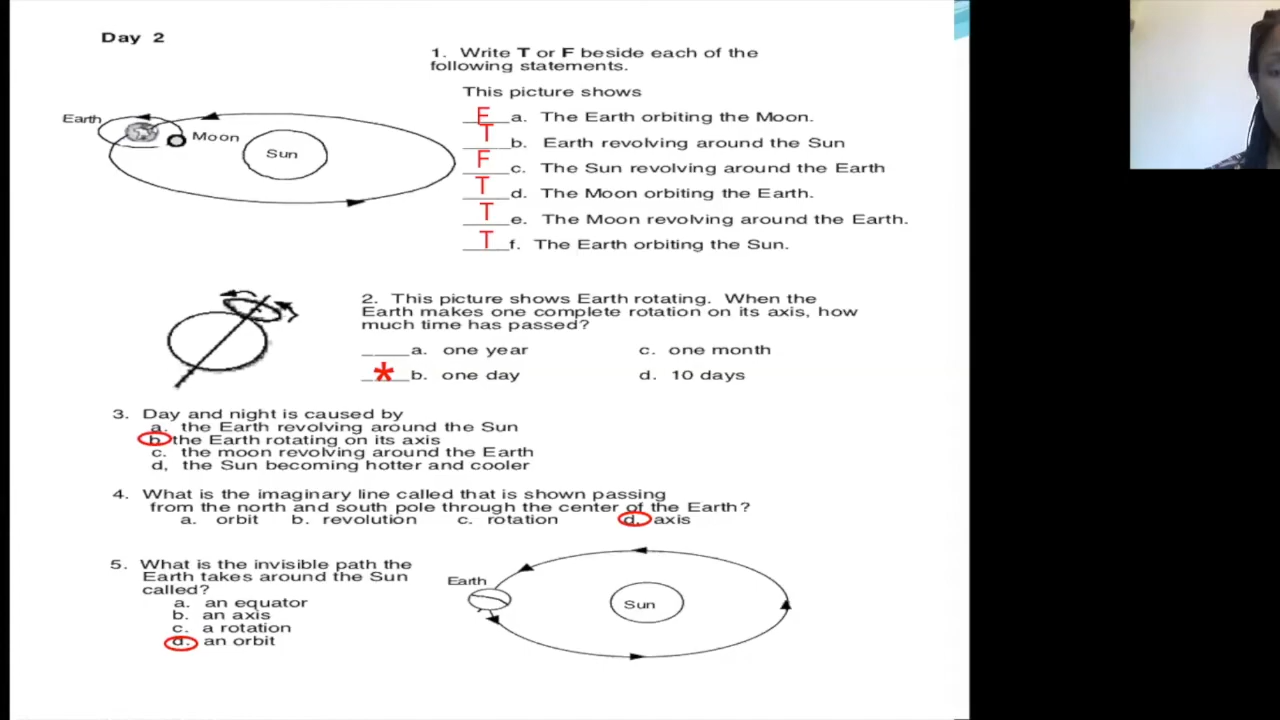 Day 2
1. Write T or F beside each of the
following statements.
This picture shows
F a. The Earth orbiting the Moon.
T b. Earth revolving around the Sun
F c. The Sun revolving around the Earth
T d. The Moon orbiting the Earth.
T e. The Moon revolving around the Earth.
T f. The Earth orbiting the Sun.
Earth
Moon
Sun
2. This picture shows Earth rotating. When the
Earth makes one complete rotation on its axis, how
much time has passed?
____a. one year c. one month
__*__b. one day d. 10 days
3. Day and night is caused by
a. the Earth revolving around the Sun
b. the Earth rotating on its axis
c. the moon revolving around the Earth
d, the Sun becoming hotter and cooler
4. What is the imaginary line called that is shown passing
from the north and south pole through the center of the Earth?
a. orbit b. revolution c. rotation d. axis
5. What is the invisible path the
Earth takes around the Sun
called?
a. an equator
b. an axis
c. a rotation
d. an orbit
Earth
Sun